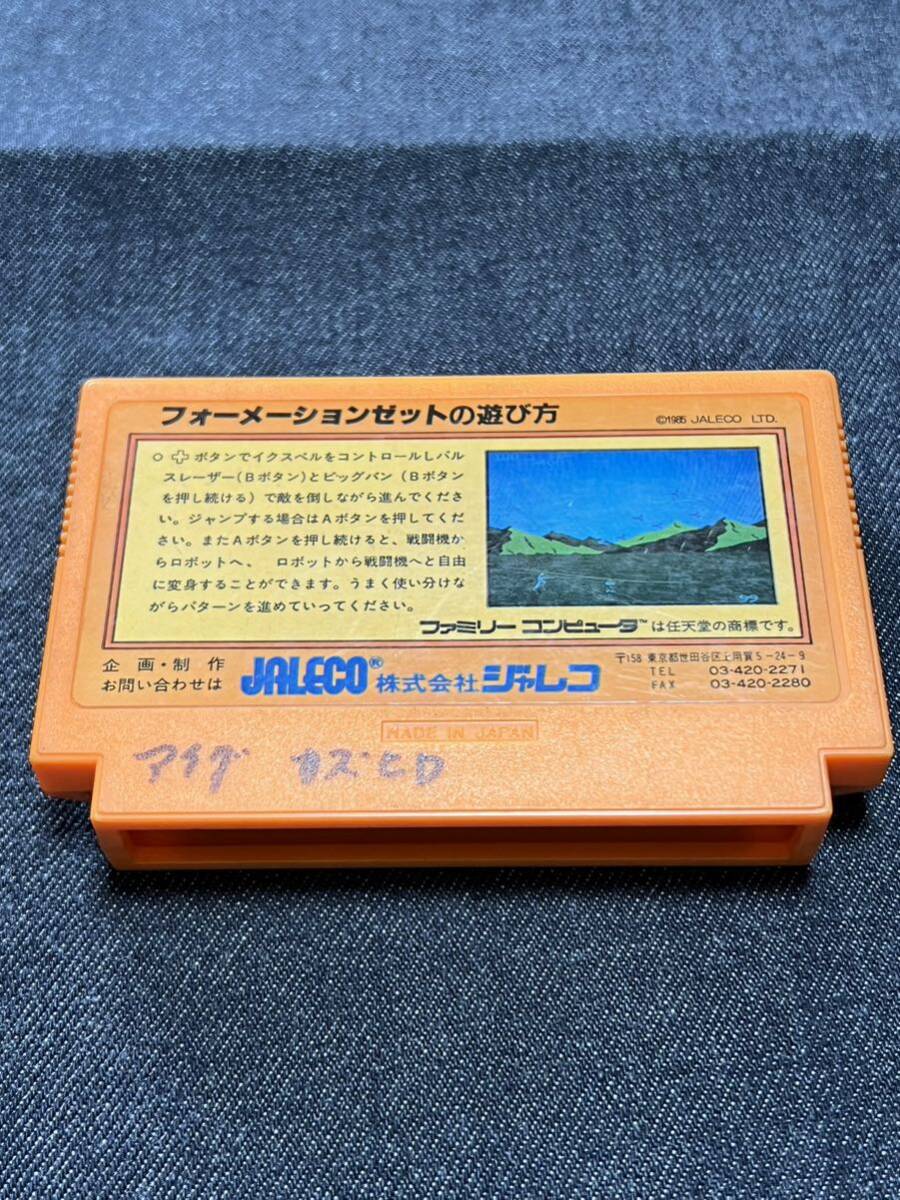 フォーメーションゼットの遊び方
©1985 JALECO LTD.
○ ✚ボタンでイクスペルをコントロールしパル
スレーザー(Bボタン)とビッグバン(Bボタン
を押し続ける)で敵を倒しながら進んでくださ
い。ジャンプする場合はAボタンを押してくだ
さい。またAボタンを押し続けると、戦闘機か
らロボットへ、 ロボットから戦闘機へと自由
に変身することができます。うまく使い分けな
がらパターンを進めていってください。
ファミリー コンピュータ™は任天堂の商標です。
企画・制作
お問い合わせは
JALECO® 株式会社ジャレコ
〒158 東京都世田谷区上用賀5-24-9
TEL 03-420-2271
FAX 03-420-2280
MADE IN JAPAN
カズヒロ